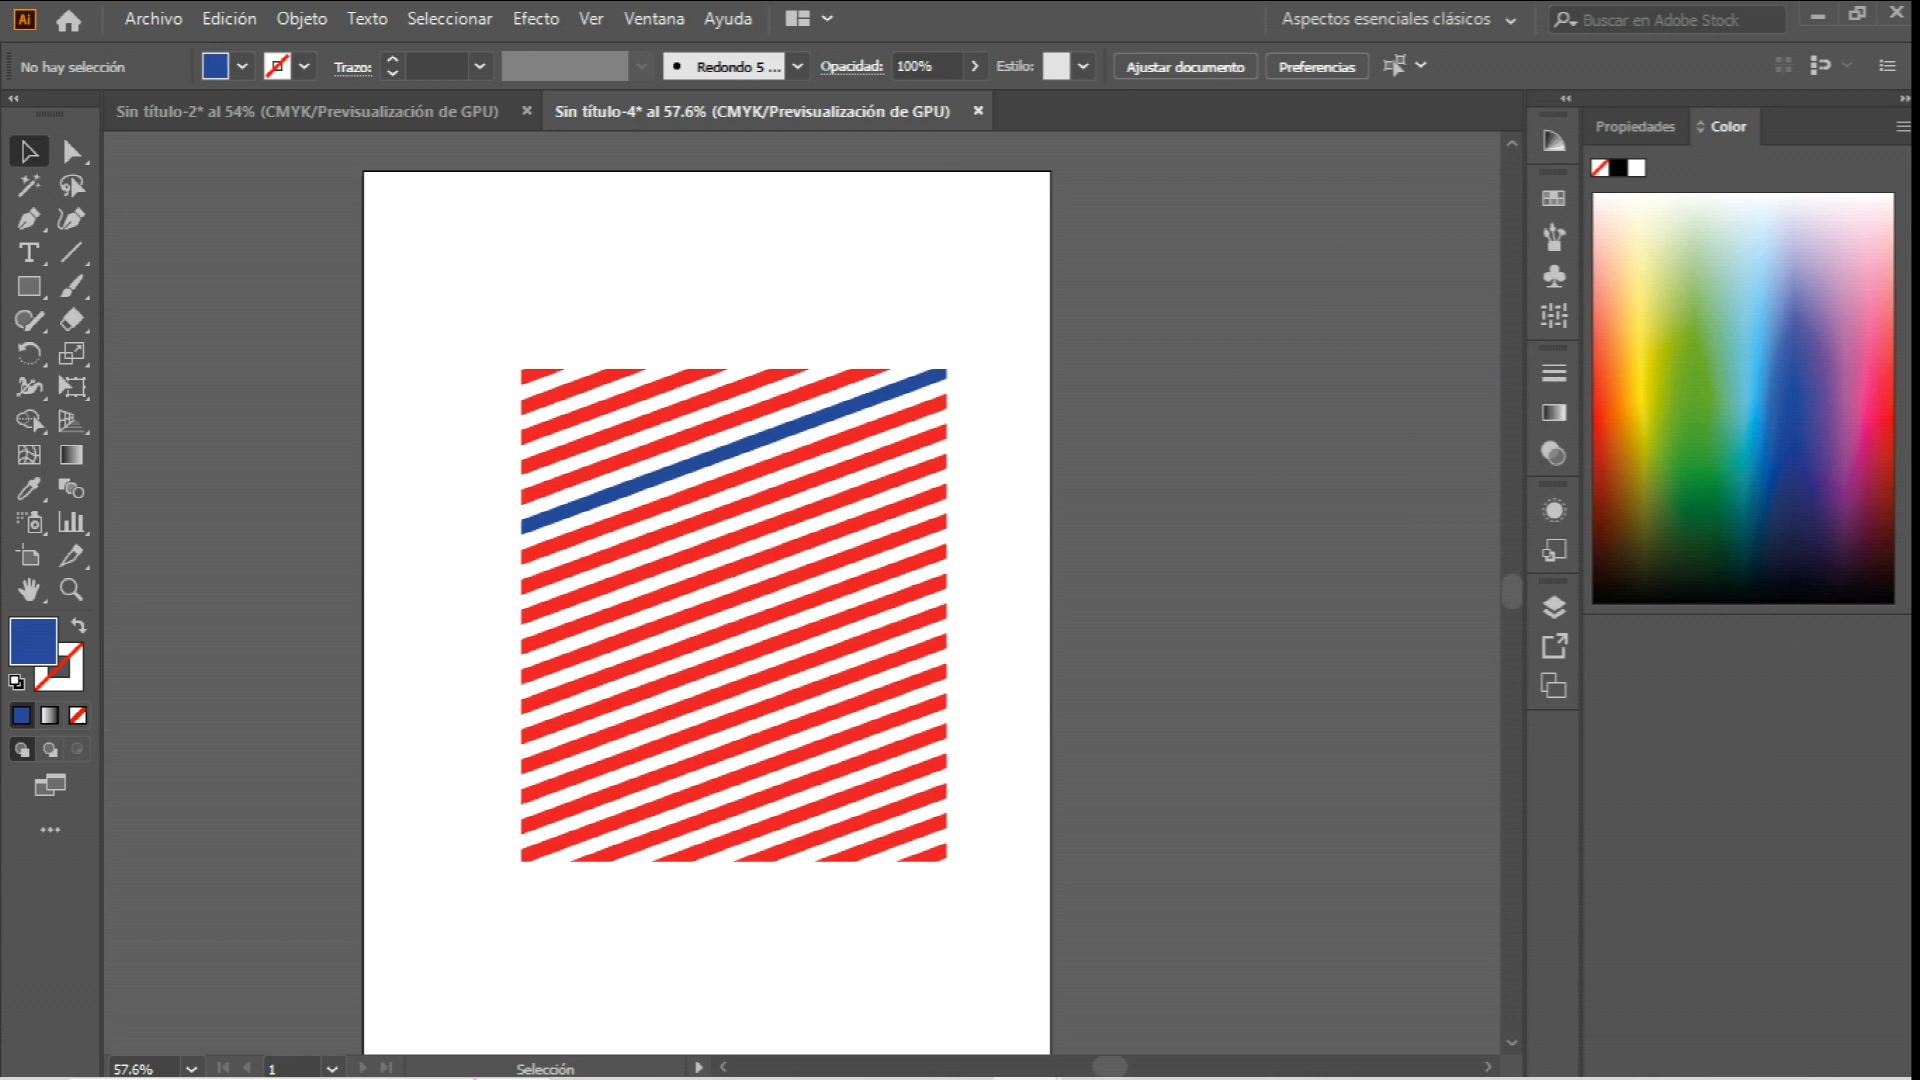 Ai Archivo Edición Objeto Texto Seleccionar Efecto Ver Ventana Ayuda Aspectos esenciales clásicos Buscar en Adobe Stock
No hay selección Trazo: Redondo 5 ... Opacidad: 100% Estilo: Ajustar documento Preferencias
Sin título-2* al 54% (CMYK/Previsualización de GPU) Sin título-4* al 57.6% (CMYK/Previsualización de GPU)
Propiedades Color
57.6% 1 Selección